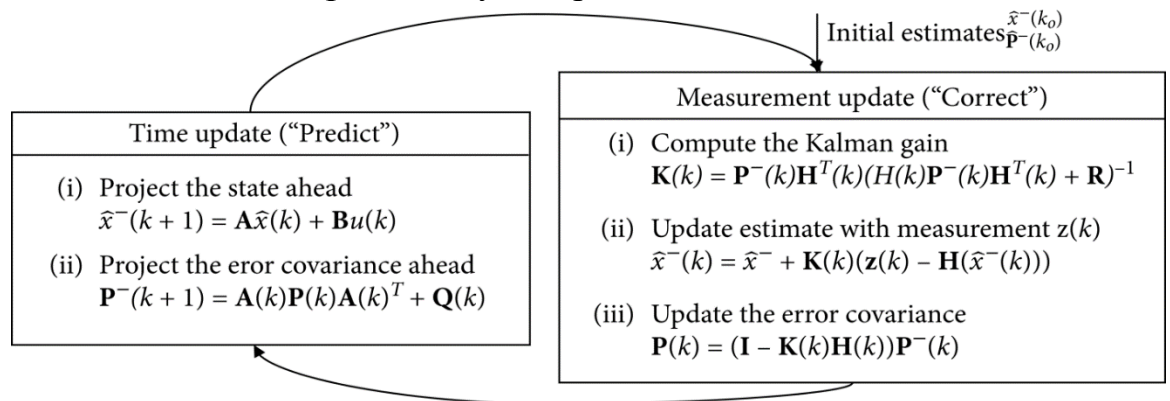 Initial estimates x̂⁻(kₒ) P̂⁻(kₒ)
Time update (“Predict”)
(i) Project the state ahead
x̂⁻(k + 1) = Ax̂(k) + Bu(k)
(ii) Project the eror covariance ahead
P⁻(k + 1) = A(k)P(k)A(k)ᵀ + Q(k)
Measurement update (“Correct”)
(i) Compute the Kalman gain
K(k) = P⁻(k)Hᵀ(k)(H(k)P⁻(k)Hᵀ(k) + R)⁻¹
(ii) Update estimate with measurement z(k)
x̂⁻(k) = x̂⁻ + K(k)(z(k) – H(x̂⁻(k)))
(iii) Update the error covariance
P(k) = (I – K(k)H(k))P⁻(k)